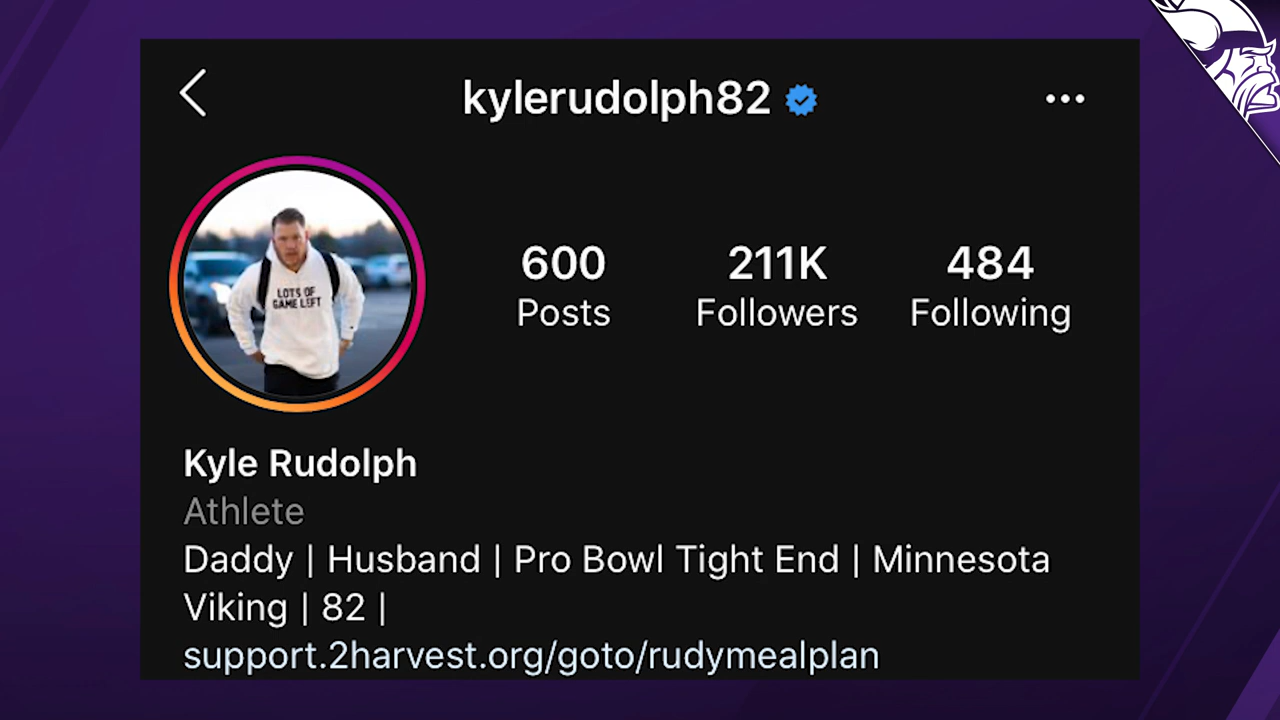 kylerudolph82
LOTS OF
GAME LEFT
600
Posts
211K
Followers
484
Following
Kyle Rudolph
Athlete
Daddy | Husband | Pro Bowl Tight End | Minnesota
Viking | 82 |
support.2harvest.org/goto/rudymealplan